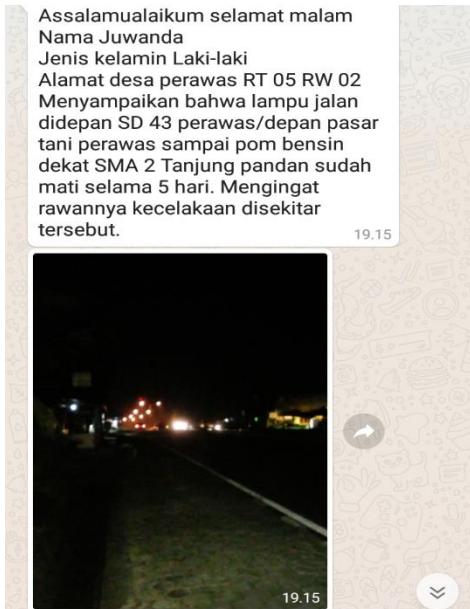 Assalamualaikum selamat malam
Nama Juwanda
Jenis kelamin Laki-laki
Alamat desa perawas RT 05 RW 02
Menyampaikan bahwa lampu jalan
didepan SD 43 perawas/depan pasar
tani perawas sampai pom bensin
dekat SMA 2 Tanjung pandan sudah
mati selama 5 hari. Mengingat
rawannya kecelakaan disekitar
tersebut.
19.15
19.15